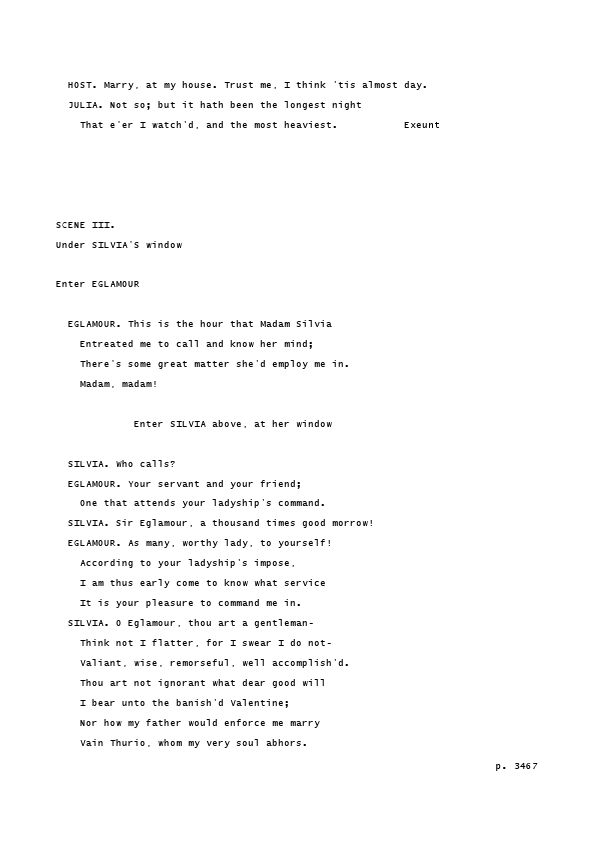 HOST. Marry, at my house. Trust me, I think 'tis almost day.
JULIA. Not so; but it hath been the longest night
That e'er I watch'd, and the most heaviest. Exeunt
SCENE III.
Under SILVIA'S window
Enter EGLAMOUR
EGLAMOUR. This is the hour that Madam Silvia
Entreated me to call and know her mind;
There's some great matter she'd employ me in.
Madam, madam!
Enter SILVIA above, at her window
SILVIA. Who calls?
EGLAMOUR. Your servant and your friend;
One that attends your ladyship's command.
SILVIA. Sir Eglamour, a thousand times good morrow!
EGLAMOUR. As many, worthy lady, to yourself!
According to your ladyship's impose,
I am thus early come to know what service
It is your pleasure to command me in.
SILVIA. O Eglamour, thou art a gentleman-
Think not I flatter, for I swear I do not-
Valiant, wise, remorseful, well accomplish'd.
Thou art not ignorant what dear good will
I bear unto the banish'd Valentine;
Nor how my father would enforce me marry
Vain Thurio, whom my very soul abhors.
p. 3467